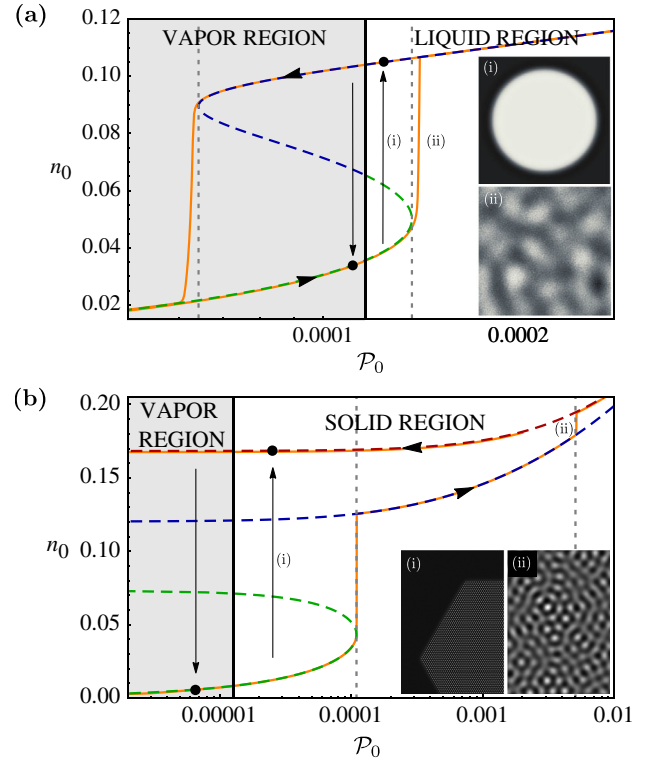 (a)
VAPOR REGION LIQUID REGION
0.12
0.10
0.08
0.06
0.04
0.02
n0
(i)
(ii)
(i)
(ii)
0.0001 0.0002
P0
(b)
VAPOR
REGION
SOLID REGION
0.20
0.15
0.10
0.05
0.00
n0
(ii)
(i)
(i)
(ii)
0.00001 0.0001 0.001 0.01
P0